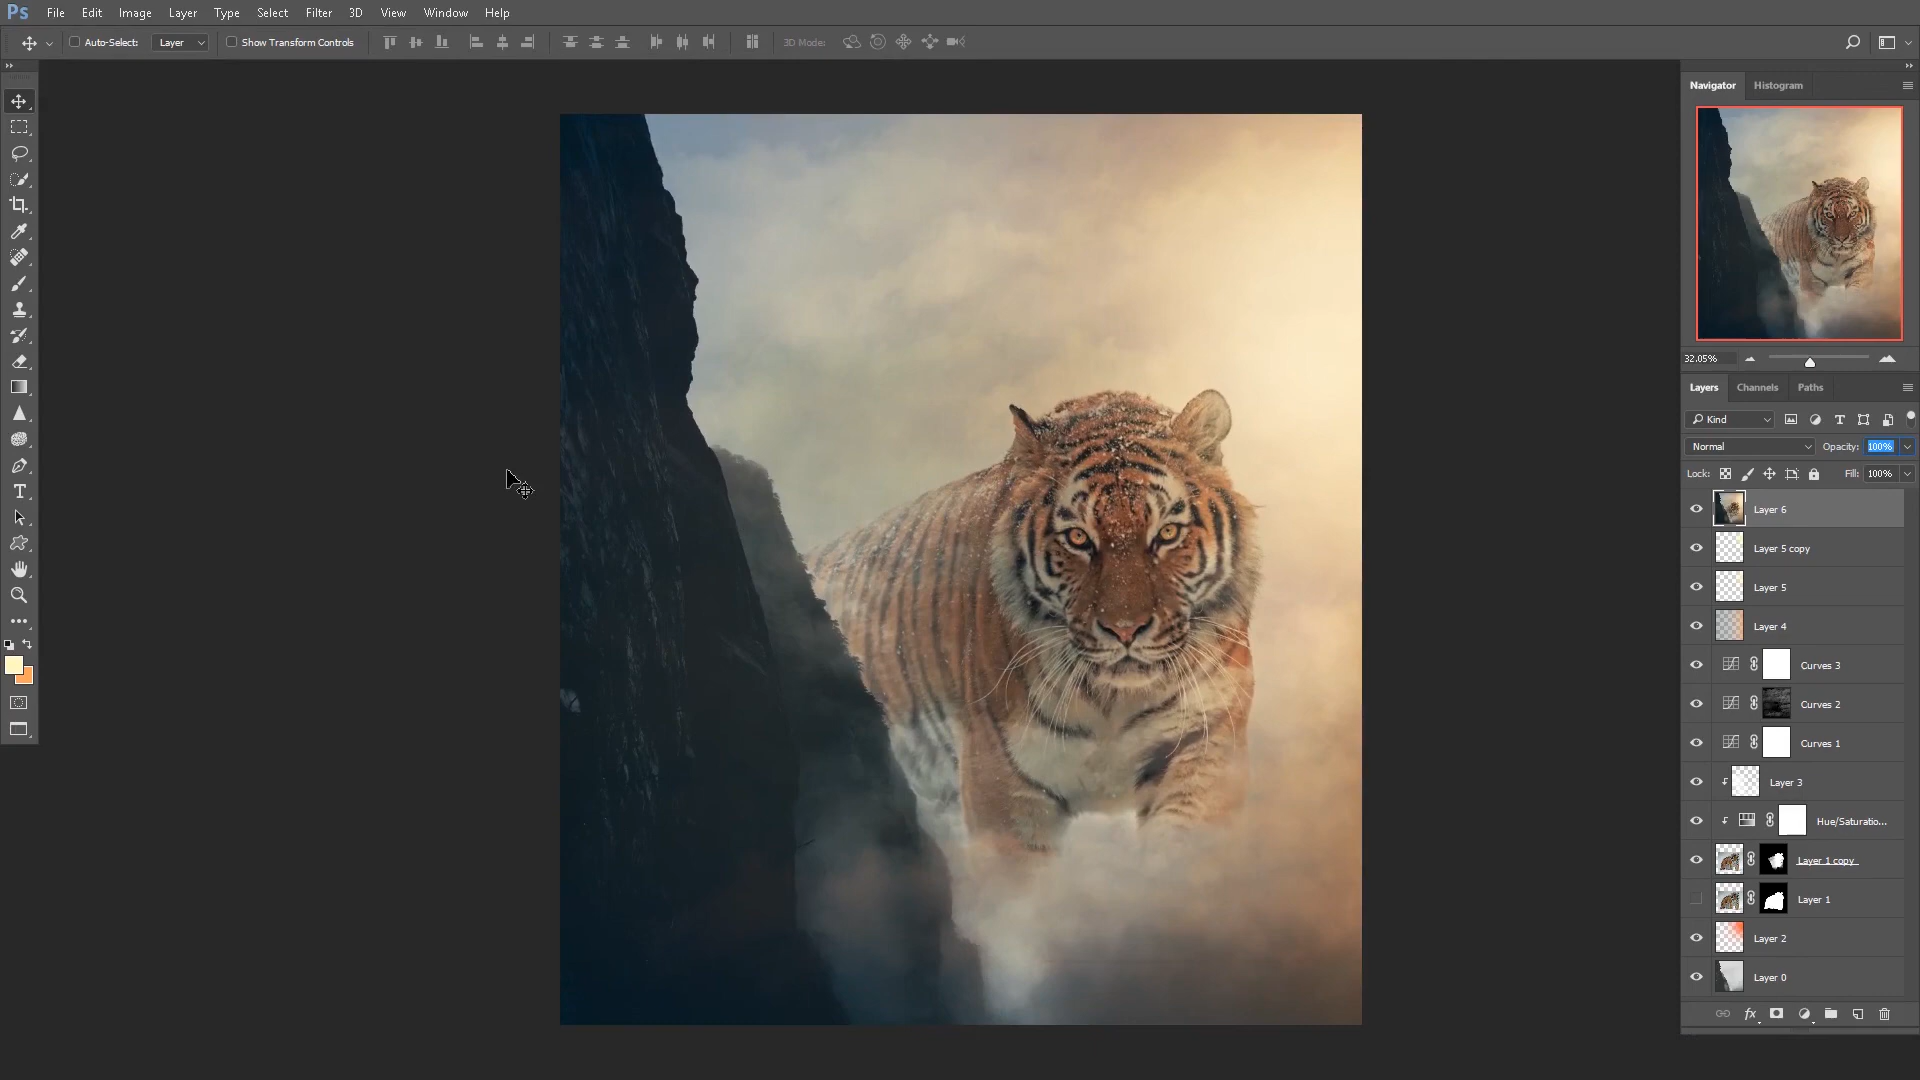 Ps File Edit Image Layer Type Select Filter 3D View Window Help
Auto-Select: Layer Show Transform Controls 3D Mode:
Navigator Histogram
32.05%
Layers Channels Paths
Kind
Normal Opacity: 100%
Lock: Fill: 100%
Layer 6
Layer 5 copy
Layer 5
Layer 4
Curves 3
Curves 2
Curves 1
Layer 3
Hue/Saturatio...
Layer 1 copy
Layer 1
Layer 2
Layer 0